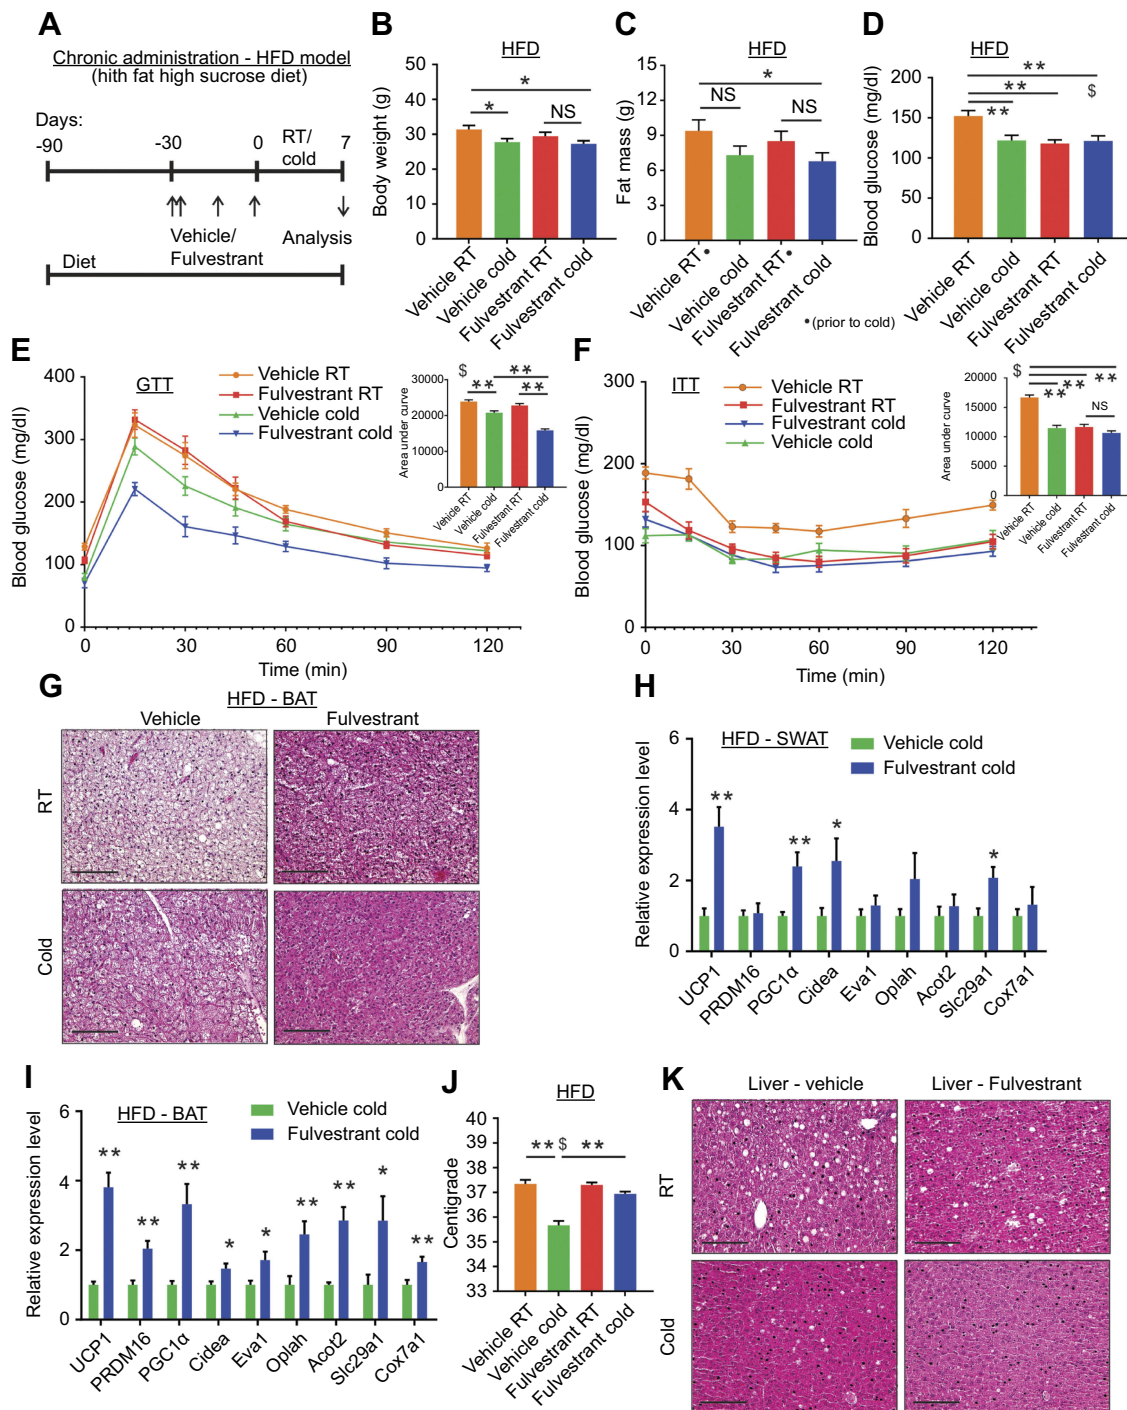 A
Chronic administration - HFD model
(hith fat high sucrose diet)
Days:
-90
-30
0
RT/
cold
7
Vehicle/
Fulvestrant
Analysis
Diet
B
HFD
Body weight (g)
50
40
30
20
10
0
*
*
NS
Vehicle RT
Vehicle cold
Fulvestrant RT
Fulvestrant cold
C
HFD
Fat mass (g)
15
12
9
6
3
0
*
NS
NS
Vehicle RT•
Vehicle cold
Fulvestrant RT•
Fulvestrant cold
•(prior to cold)
D
HFD
Blood glucose (mg/dl)
200
150
100
50
0
**
**
**
$
Vehicle RT
Vehicle cold
Fulvestrant RT
Fulvestrant cold
E
GTT
Vehicle RT
Fulvestrant RT
Vehicle cold
Fulvestrant cold
Blood glucose (mg/dl)
400
300
200
100
0
0
30
60
90
120
Time (min)
Area under curve
30000
20000
10000
0
$
**
**
**
Vehicle RT
Vehicle cold
Fulvestrant RT
Fulvestrant cold
F
ITT
Vehicle RT
Fulvestrant RT
Fulvestrant cold
Vehicle cold
Blood glucose (mg/dl)
300
200
100
0
0
30
60
90
120
Time (min)
Area under curve
20000
15000
10000
5000
0
$
**
**
**
NS
Vehicle RT
Vehicle cold
Fulvestrant RT
Fulvestrant cold
G
HFD - BAT
Vehicle
Fulvestrant
RT
Cold
H
HFD - SWAT
Vehicle cold
Fulvestrant cold
Relative expression level
6
4
2
0
**
**
*
*
UCP1
PRDM16
PGC1α
Cidea
Eva1
Oplah
Acot2
Slc29a1
Cox7a1
I
HFD - BAT
Vehicle cold
Fulvestrant cold
Relative expression level
6
4
2
0
**
**
**
*
*
**
**
*
**
UCP1
PRDM16
PGC1α
Cidea
Eva1
Oplah
Acot2
Slc29a1
Cox7a1
J
HFD
Centigrade
40
39
38
37
36
35
34
33
**
$
**
Vehicle RT
Vehicle cold
Fulvestrant RT
Fulvestrant cold
K
Liver - vehicle
Liver - Fulvestrant
RT
Cold